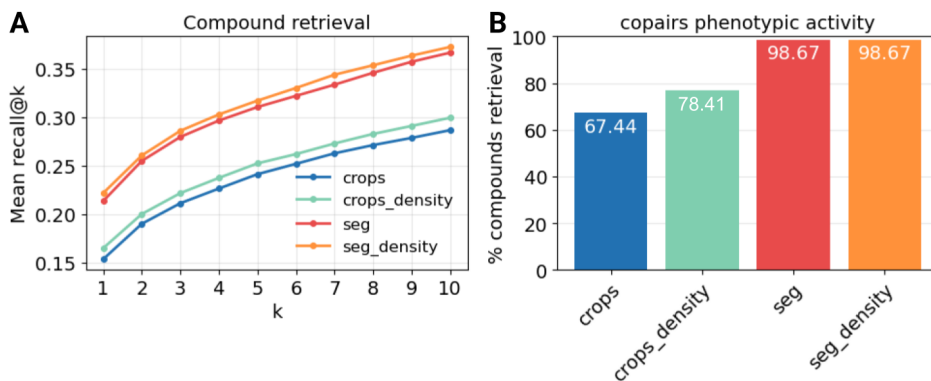 A
Compound retrieval
Mean recall@k
0.35
0.30
0.25
0.20
0.15
1 2 3 4 5 6 7 8 9 10
k
crops
crops_density
seg
seg_density
B
copairs phenotypic activity
% compounds retrieval
100
80
60
40
20
0
67.44
78.41
98.67
98.67
crops
crops_density
seg
seg_density